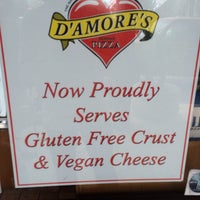 D'AMORE'S
PIZZA
Now Proudly
Serves
Gluten Free Crust
& Vegan Cheese